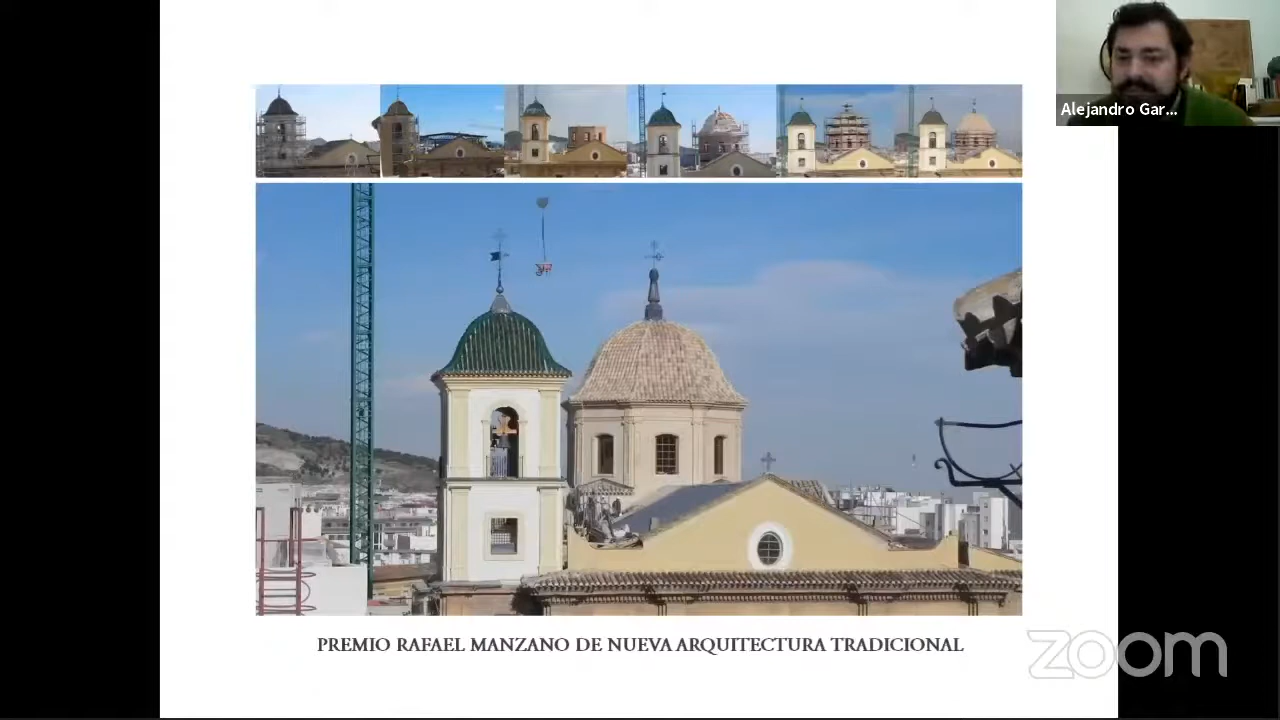 Alejandro Gar...
PREMIO RAFAEL MANZANO DE NUEVA ARQUITECTURA TRADICIONAL
zoom